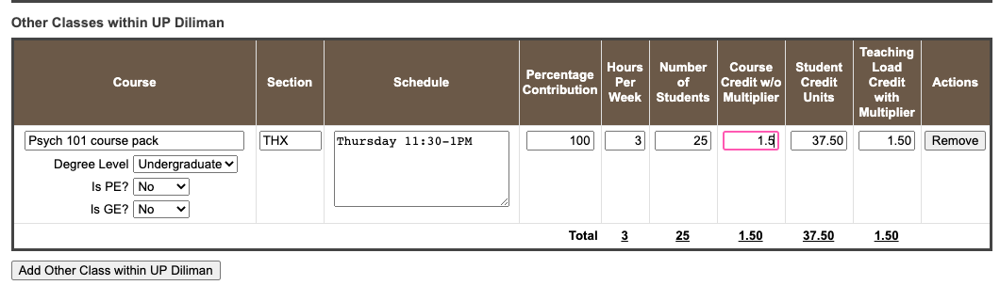 Other Classes within UP Diliman
Course
Section
Schedule
Percentage
Contribution
Hours
Per
Week
Number
of
Students
Course
Credit w/o
Multiplier
Student
Credit
Units
Teaching
Load
Credit
with
Multiplier
Actions
Psych 101 course pack
THX
Thursday 11:30-1PM
100
3
25
1.5
37.50
1.50
Remove
Degree Level Undergraduate
Is PE? No
Is GE? No
Total 3 25 1.50 37.50 1.50
Add Other Class within UP Diliman